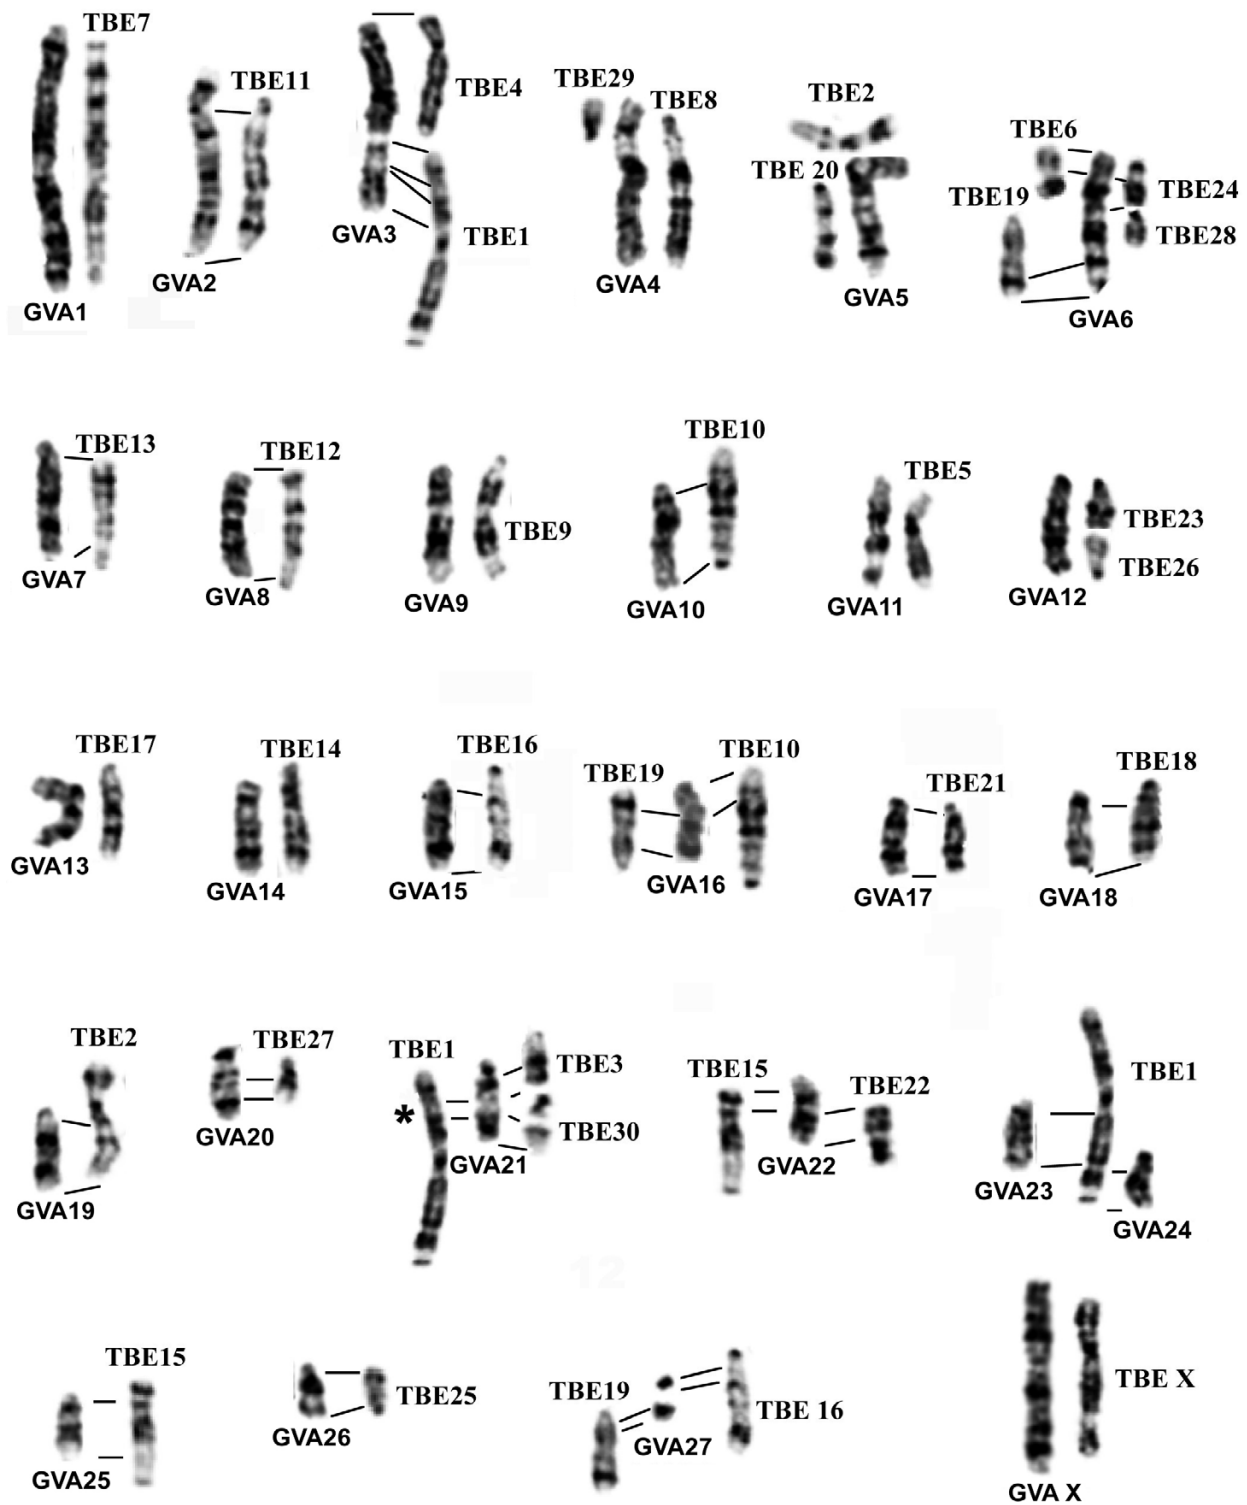 TBE7
TBE11
TBE4
TBE29
TBE8
TBE2
TBE6
TBE 20
TBE24
TBE19
TBE28
GVA3
TBE1
GVA2
GVA4
GVA5
GVA1
GVA6
TBE10
TBE13
TBE12
TBE5
TBE9
TBE23
TBE26
GVA7
GVA8
GVA9
GVA10
GVA11
GVA12
TBE17
TBE14
TBE16
TBE19
TBE10
TBE21
TBE18
GVA13
GVA14
GVA15
GVA16
GVA17
GVA18
TBE2
TBE27
TBE1
TBE3
TBE15
TBE22
TBE1
*
TBE30
GVA20
GVA21
GVA22
GVA23
GVA19
GVA24
TBE15
TBE25
TBE19
TBE 16
TBE X
GVA26
GVA27
GVA25
GVA X